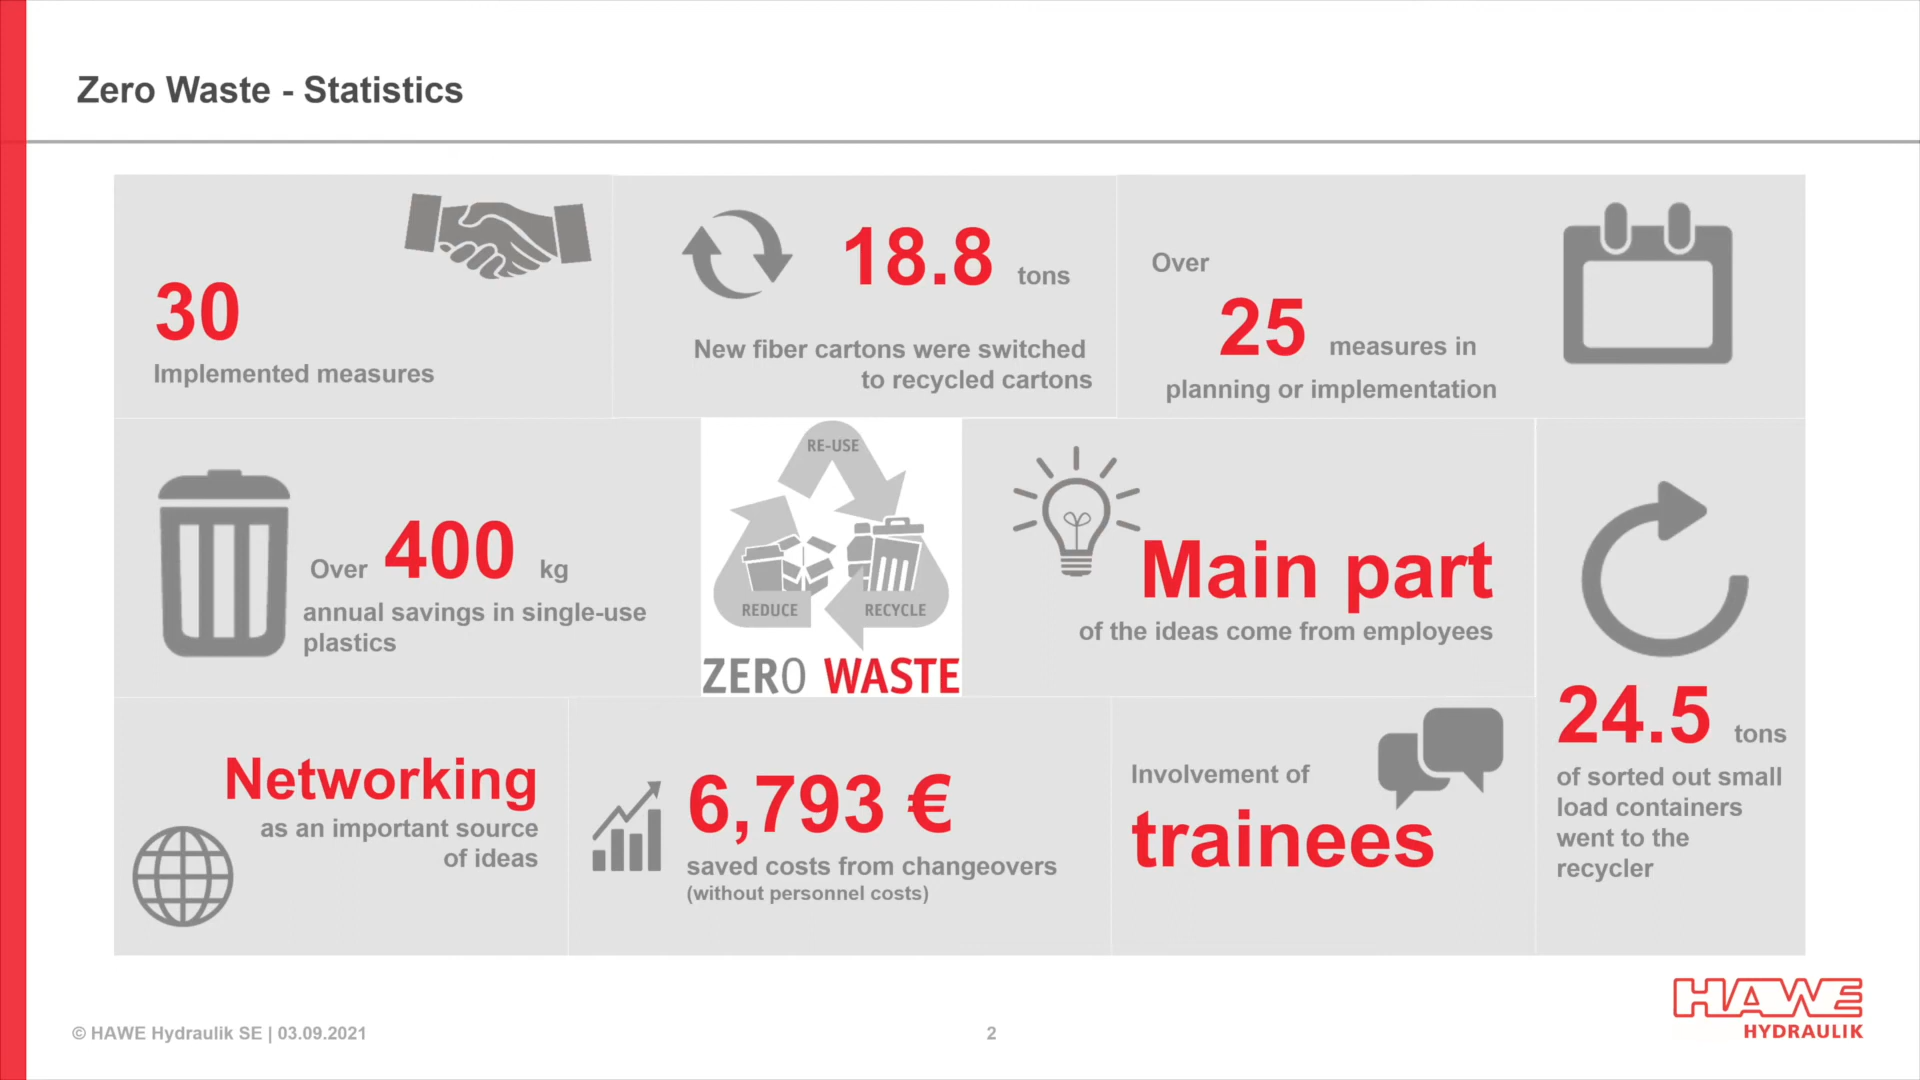 Zero Waste - Statistics
30
Implemented measures
18.8 tons
New fiber cartons were switched
to recycled cartons
Over
25 measures in
planning or implementation
Over 400 kg
annual savings in single-use
plastics
RE-USE
REDUCE RECYCLE
ZERO WASTE
Main part
of the ideas come from employees
24.5 tons
of sorted out small
load containers
went to the
recycler
Networking
as an important source
of ideas
6,793 €
saved costs from changeovers
(without personnel costs)
Involvement of
trainees
© HAWE Hydraulik SE | 03.09.2021
2
HAWE
HYDRAULIK